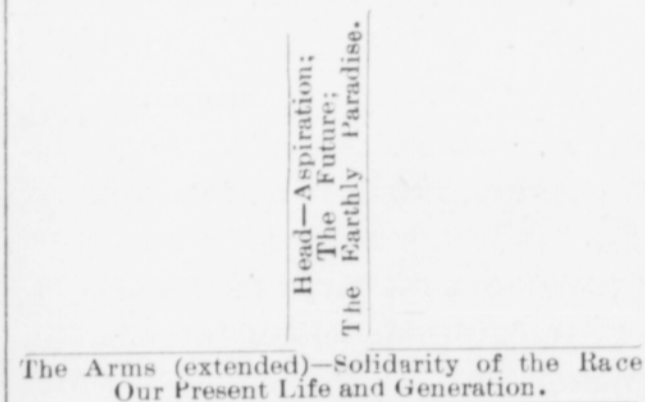 Head—Aspiration;
The Future;
The Earthly Paradise.
The Arms (extended)—Solidarity of the Race
Our Present Life and Generation.